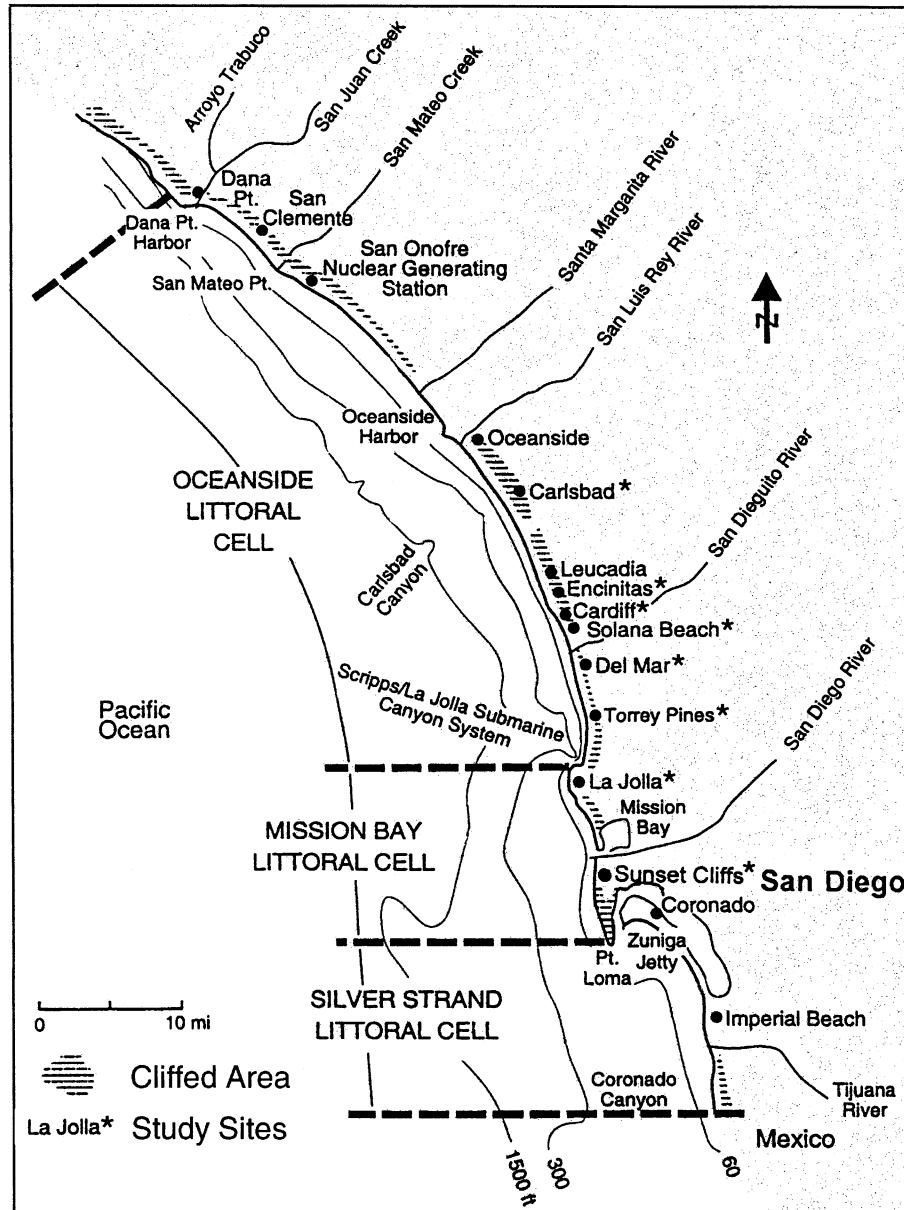 Arroyo Trabuco
San Juan Creek
San Mateo Creek
Dana
Pt.
San
Clemente
Dana Pt.
Harbor
San Mateo Pt.
San Onofre
Nuclear Generating
Station
Santa Margarita River
San Luis Rey River
N
Oceanside
Harbor
Oceanside
OCEANSIDE
LITTORAL
CELL
Carlsbad*
Carlsbad
Canyon
San Dieguito River
Leucadia
Encinitas*
Cardiff*
Solana Beach*
Del Mar*
Scripps/La Jolla Submarine
Canyon System
Pacific
Ocean
Torrey Pines*
San Diego River
La Jolla*
Mission
Bay
MISSION BAY
LITTORAL CELL
Sunset Cliffs*
San Diego
Coronado
Zuniga
Jetty
Pt.
Loma
SILVER STRAND
LITTORAL CELL
0 10 mi
Imperial Beach
Cliffed Area
Coronado
Canyon
Tijuana
River
La Jolla* Study Sites
Mexico
1500 ft
300
60